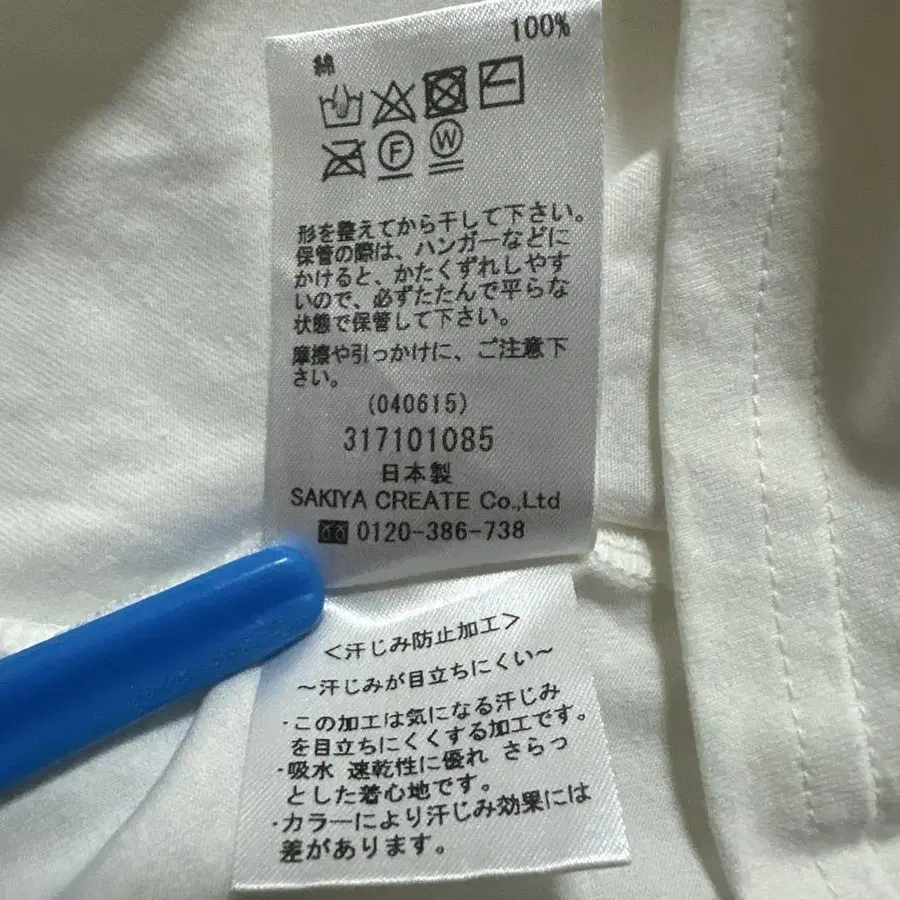 綿 100%
F W
形を整えてから干して下さい。
保管の際は、ハンガーなどに
かけると、かたくずれしやす
いので、必ずたたんで平らな
状態で保管して下さい。
摩擦や引っかけに、ご注意下
さい。
(040615)
317101085
日本製
SAKIYA CREATE Co.,Ltd
0120-386-738
<汗じみ防止加工>
~汗じみが目立ちにくい~
・この加工は気になる汗じみ
を目立ちにくくする加工です。
・吸水 速乾性に優れ さらっ
とした着心地です。
・カラーにより汗じみ効果には
差があります。